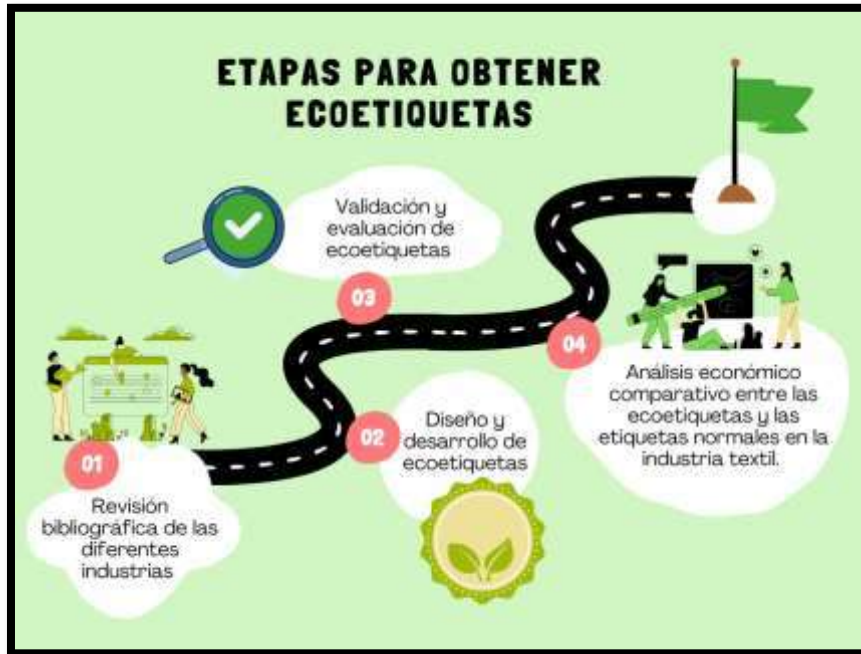 ETAPAS PARA OBTENER
ECOETIQUETAS
01
Revisión
bibliográfica de las
diferentes
industrias
02
Diseño y
desarrollo de
ecoetiquetas
03
Validación y
evaluación de
ecoetiquetas
04
Análisis económico
comparativo entre las
ecoetiquetas y las
etiquetas normales en la
industria textil.